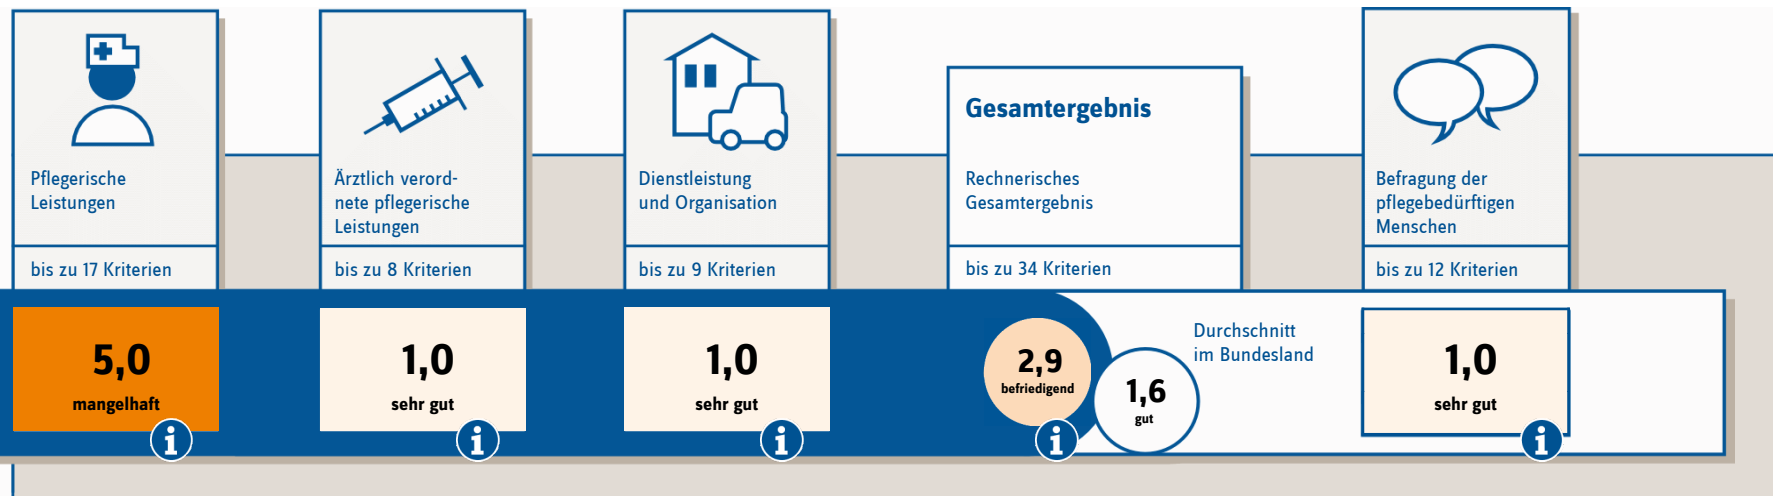 Pflegerische
Leistungen
bis zu 17 Kriterien
5,0
mangelhaft
i
Ärztlich verord-
nete pflegerische
Leistungen
bis zu 8 Kriterien
1,0
sehr gut
i
Dienstleistung
und Organisation
bis zu 9 Kriterien
1,0
sehr gut
i
Gesamtergebnis
Rechnerisches
Gesamtergebnis
bis zu 34 Kriterien
2,9
befriedigend
i
1,6
gut
Durchschnitt
im Bundesland
Befragung der
pflegebedürftigen
Menschen
bis zu 12 Kriterien
1,0
sehr gut
i